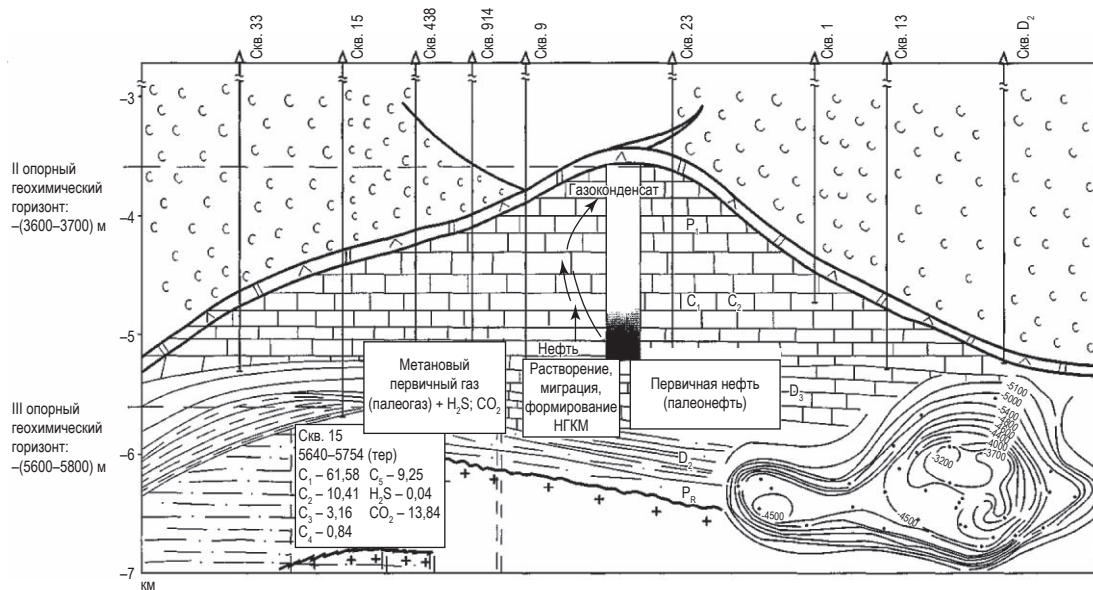 Скв. 33
Скв. 15
Скв. 438
Скв. 914
Скв. 9
Скв. 23
Скв. 1
Скв. 13
Скв. D2
–3
II опорный
геохимический
горизонт:
–(3600–3700) м
–4
Газоконденсат
P1
C1 C2
–5
Нефть
Метановый
первичный газ
(палеогаз) + H2S; CO2
Растворение,
миграция,
формирование
НГКМ
Первичная нефть
(палеонефть)
D3
III опорный
геохимический
горизонт:
–(5600–5800) м
–6
Скв. 15
5640–5754 (тер)
C1 – 61,58 C5 – 9,25
C2 – 10,41 H2S – 0,04
C3 – 3,16 CO2 – 13,84
C4 – 0,84
D2
PR
-5100
-5000
-5400
-4900
-4000
-3700
-3200
-4500
-4500
–7
км